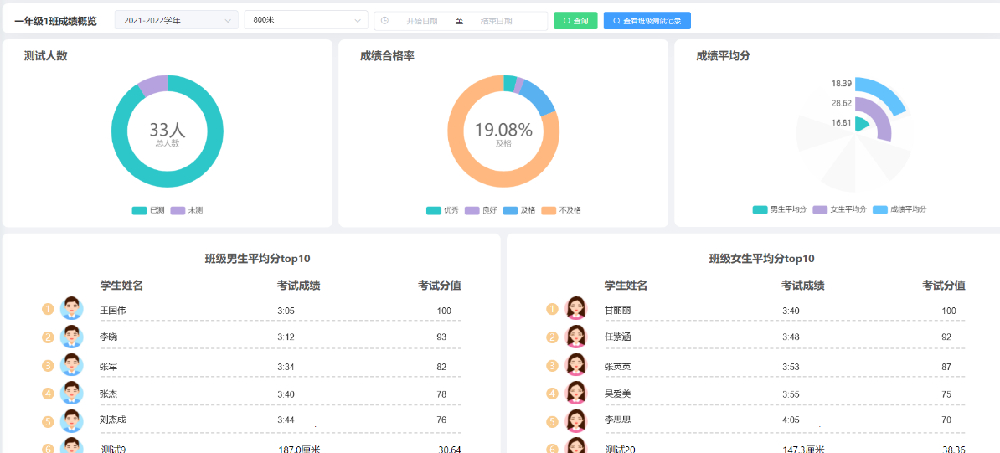 一年级1班成绩概览 2021-2022学年 800米 开始日期 至 结束日期 查询 查看班级测试记录
测试人数
33人
总人数
已测 未测
成绩合格率
19.08%
及格
优秀 良好 及格 不及格
成绩平均分
18.39
28.62
16.81
男生平均分 女生平均分 成绩平均分
班级男生平均分top10
学生姓名 考试成绩 考试分值
1 王国伟 3:05 100
2 李晓 3:12 93
3 张军 3:34 82
4 张杰 3:40 78
5 刘杰成 3:44 76
6 测试9 187.0厘米 30.64
班级女生平均分top10
学生姓名 考试成绩 考试分值
1 甘丽丽 3:40 100
2 任紫涵 3:48 92
3 张英英 3:53 87
4 吴爱美 3:55 75
5 李思思 4:05 70
6 测试20 147.3厘米 38.36